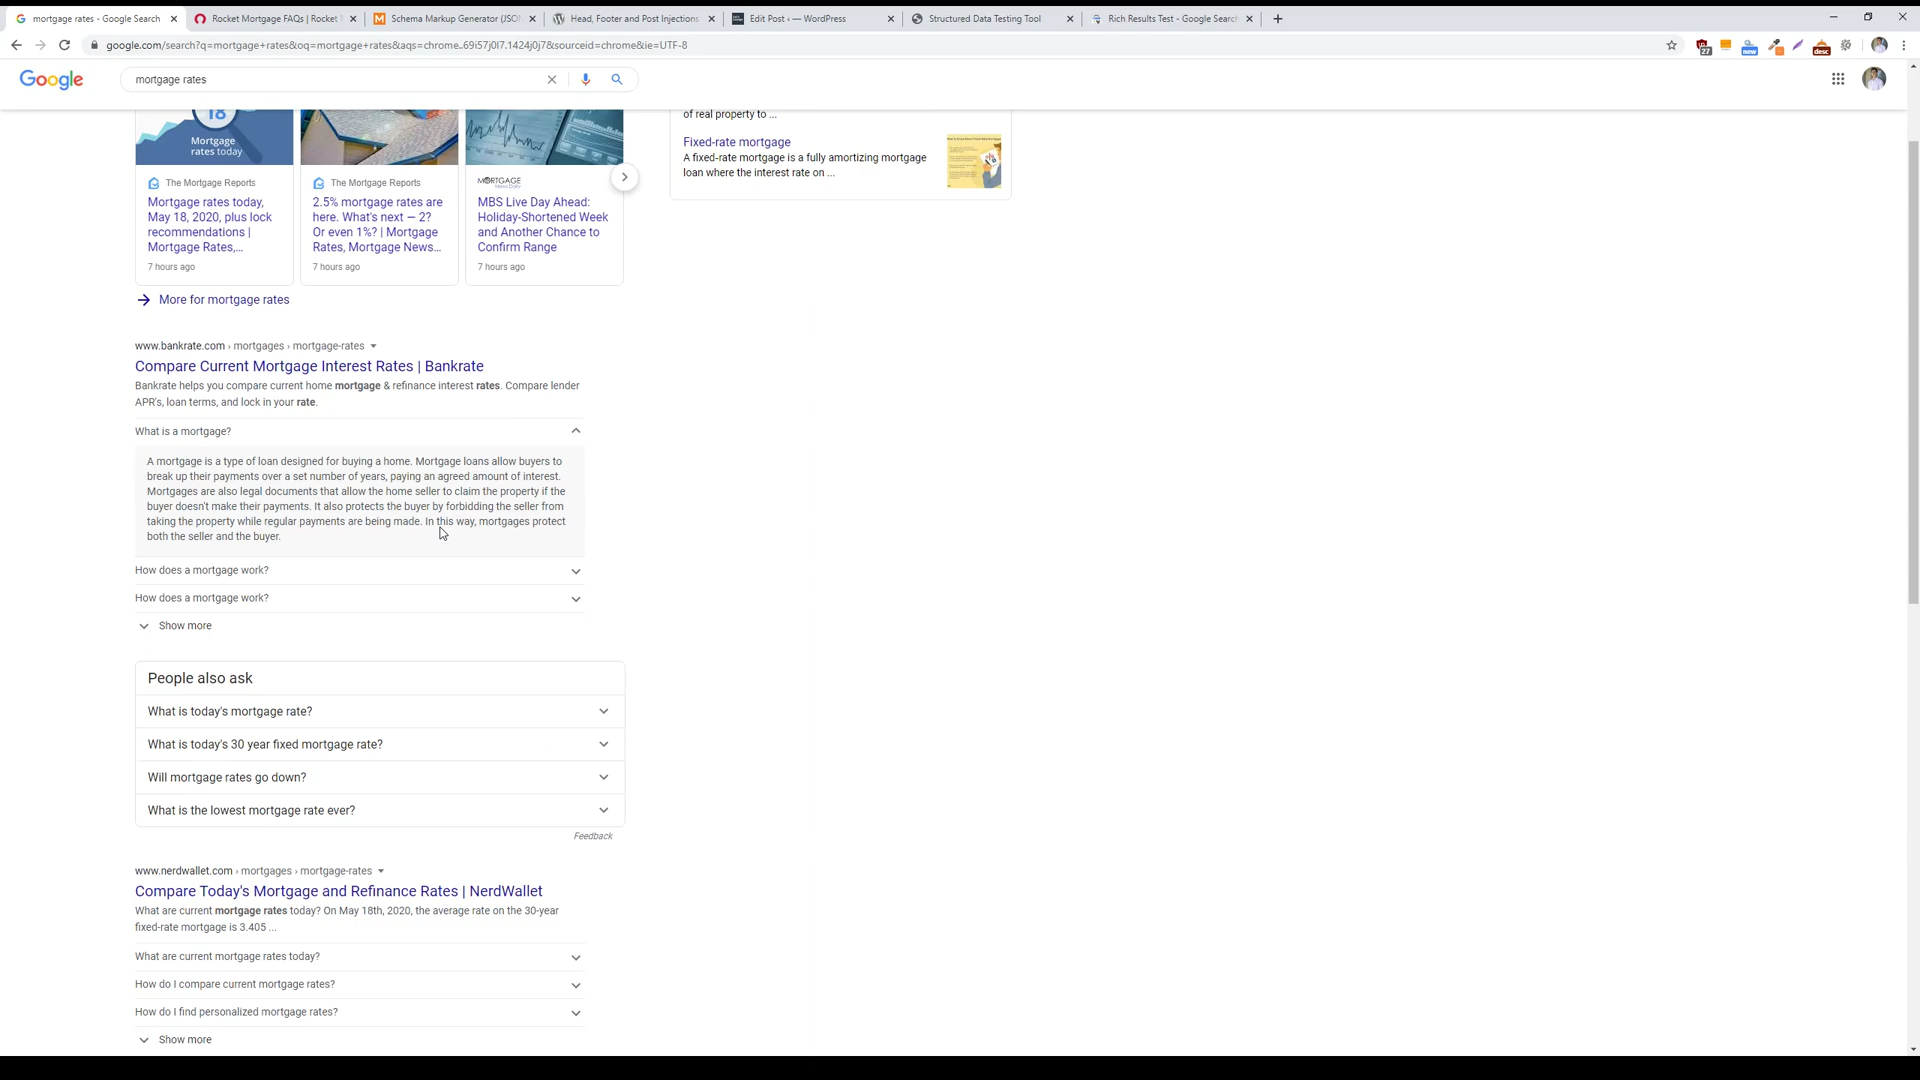 mortgage rates - Google Search
Rocket Mortgage FAQs | Rocket
Schema Markup Generator (JSON
Head, Footer and Post Injections
Edit Post ‹ — WordPress
Structured Data Testing Tool
Rich Results Test - Google Search
google.com/search?q=mortgage+rates&oq=mortgage+rates&aqs=chrome..69i57j0l7.1424j0j7&sourceid=chrome&ie=UTF-8
27
new
desc
Google
mortgage rates
18
Mortgage
rates today
The Mortgage Reports
Mortgage rates today,
May 18, 2020, plus lock
recommendations |
Mortgage Rates,...
7 hours ago
The Mortgage Reports
2.5% mortgage rates are
here. What's next — 2?
Or even 1%? | Mortgage
Rates, Mortgage News...
7 hours ago
MORTGAGE
NEWS DAILY
MBS Live Day Ahead:
Holiday-Shortened Week
and Another Chance to
Confirm Range
7 hours ago
of real property to ...
Fixed-rate mortgage
A fixed-rate mortgage is a fully amortizing mortgage
loan where the interest rate on ...
More for mortgage rates
www.bankrate.com › mortgages › mortgage-rates
Compare Current Mortgage Interest Rates | Bankrate
Bankrate helps you compare current home mortgage & refinance interest rates. Compare lender
APR's, loan terms, and lock in your rate.
What is a mortgage?
A mortgage is a type of loan designed for buying a home. Mortgage loans allow buyers to
break up their payments over a set number of years, paying an agreed amount of interest.
Mortgages are also legal documents that allow the home seller to claim the property if the
buyer doesn't make their payments. It also protects the buyer by forbidding the seller from
taking the property while regular payments are being made. In this way, mortgages protect
both the seller and the buyer.
How does a mortgage work?
How does a mortgage work?
Show more
People also ask
What is today's mortgage rate?
What is today's 30 year fixed mortgage rate?
Will mortgage rates go down?
What is the lowest mortgage rate ever?
Feedback
www.nerdwallet.com › mortgages › mortgage-rates
Compare Today's Mortgage and Refinance Rates | NerdWallet
What are current mortgage rates today? On May 18th, 2020, the average rate on the 30-year
fixed-rate mortgage is 3.405 ...
What are current mortgage rates today?
How do I compare current mortgage rates?
How do I find personalized mortgage rates?
Show more